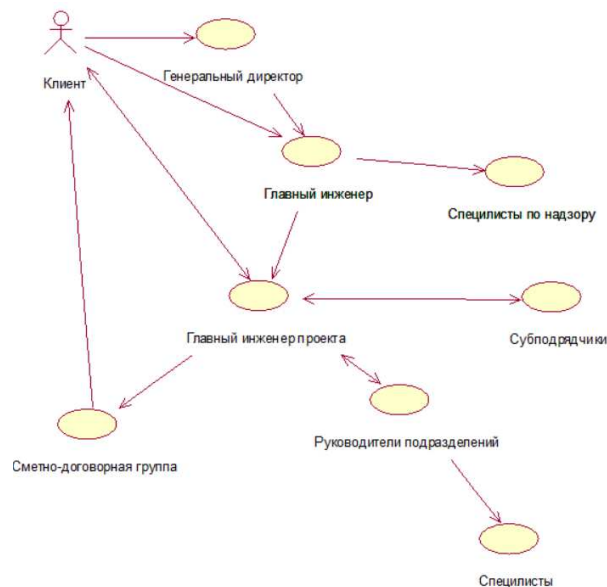 Клиент
Генеральный директор
Главный инженер
Специлисты по надзору
Главный инженер проекта
Субподрядчики
Сметно-договорная группа
Руководители подразделений
Специлисты